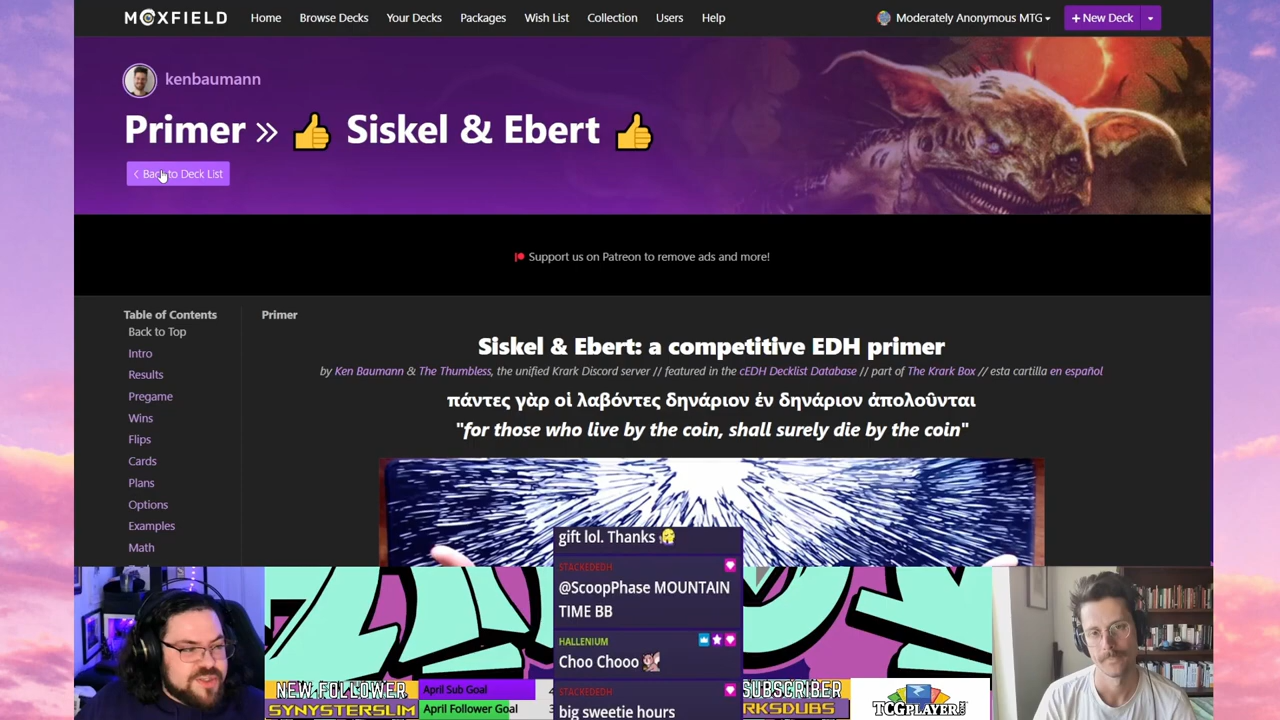 MOXFIELD Home Browse Decks Your Decks Packages Wish List Collection Users Help Moderately Anonymous MTG + New Deck
kenbaumann
Primer » 👍 Siskel & Ebert 👍
Back to Deck List
Support us on Patreon to remove ads and more!
Table of Contents
Back to Top
Intro
Results
Pregame
Wins
Flips
Cards
Plans
Options
Examples
Math
Primer
Siskel & Ebert: a competitive EDH primer
by Ken Baumann & The Thumbless, the unified Krark Discord server // featured in the cEDH Decklist Database // part of The Krark Box // esta cartilla en español
πάντες γὰρ οἱ λαβόντες δηνάριον ἐν δηνάριον ἀπολοῦνται
"for those who live by the coin, shall surely die by the coin"
gift lol. Thanks
STACKEDEDH
@ScoopPhase MOUNTAIN
TIME BB
HALLENIUM
Choo Chooo
STACKEDEDH
big sweetie hours
NEW FOLLOWER
SYNYSTERSLIM
April Sub Goal
April Follower Goal
SUBSCRIBER
RKSDUBS
TCGPLAYER.COM